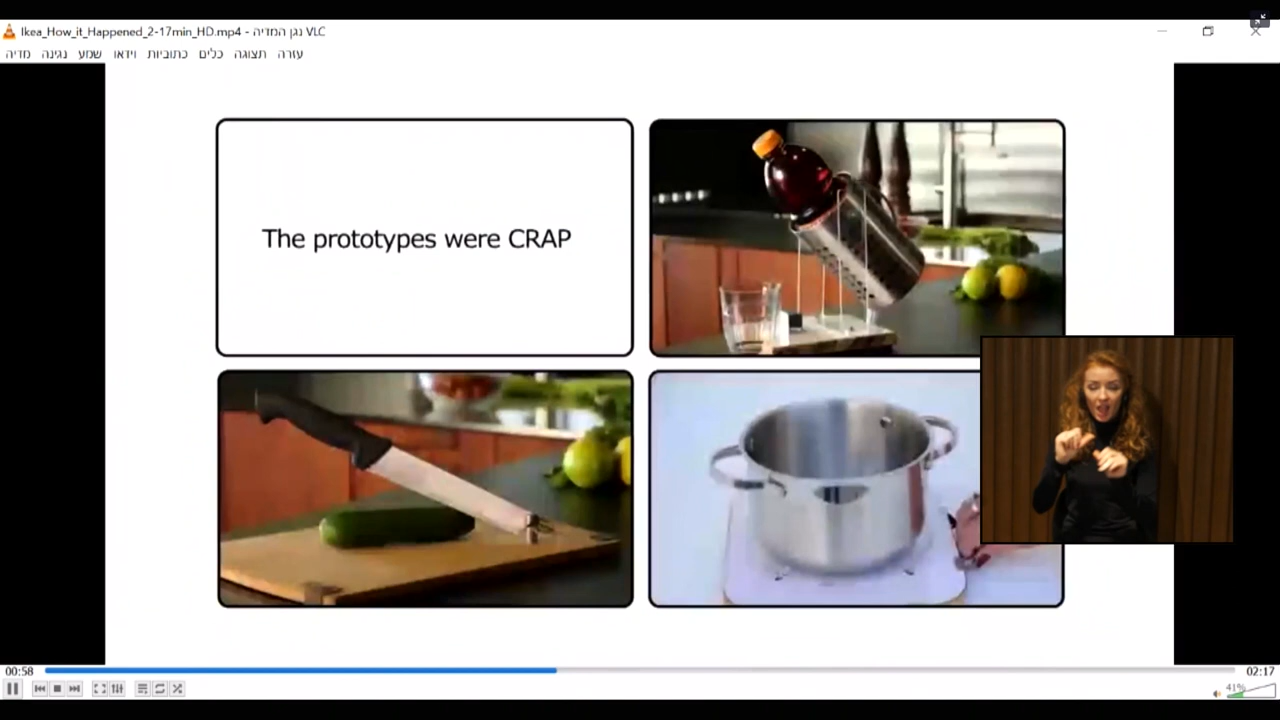 Ikea_How_it_Happened_2-17min_HD.mp4 - נגן המדיה VLC
מדיה נגינה שמע וידאו כתוביות כלים תצוגה עזרה
The prototypes were CRAP
00:58
02:17
41%